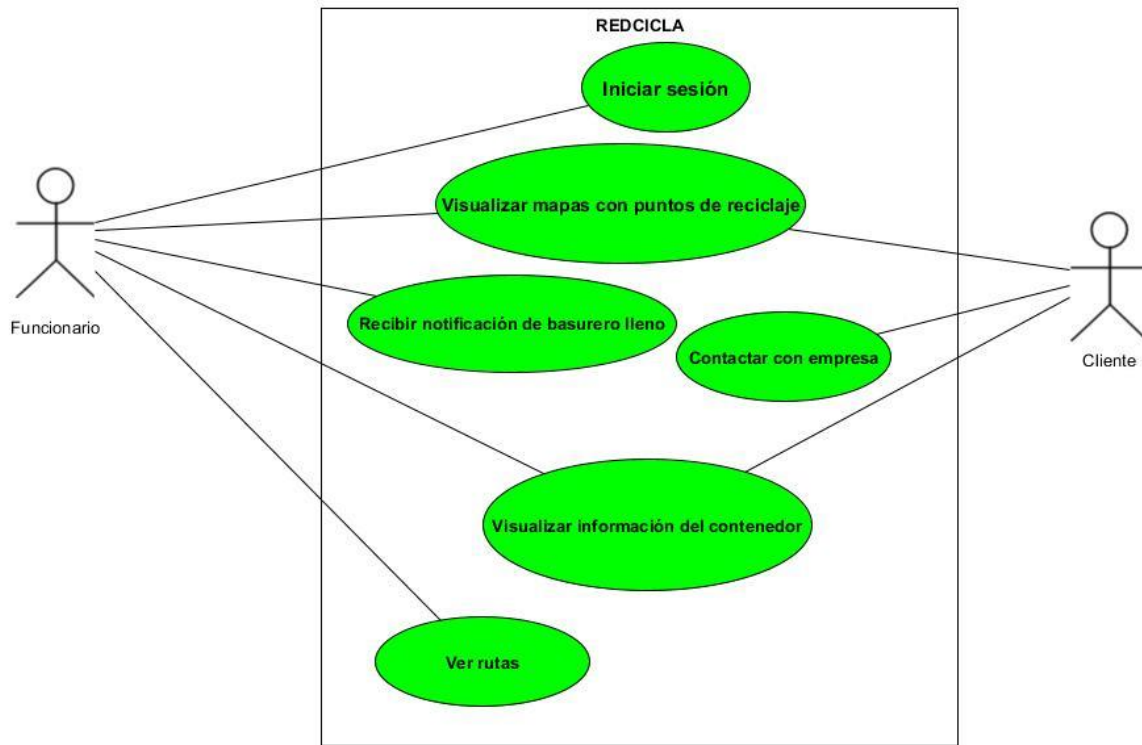 REDCICLA
Iniciar sesión
Visualizar mapas con puntos de reciclaje
Funcionario
Recibir notificación de basurero lleno
Contactar con empresa
Cliente
Visualizar información del contenedor
Ver rutas